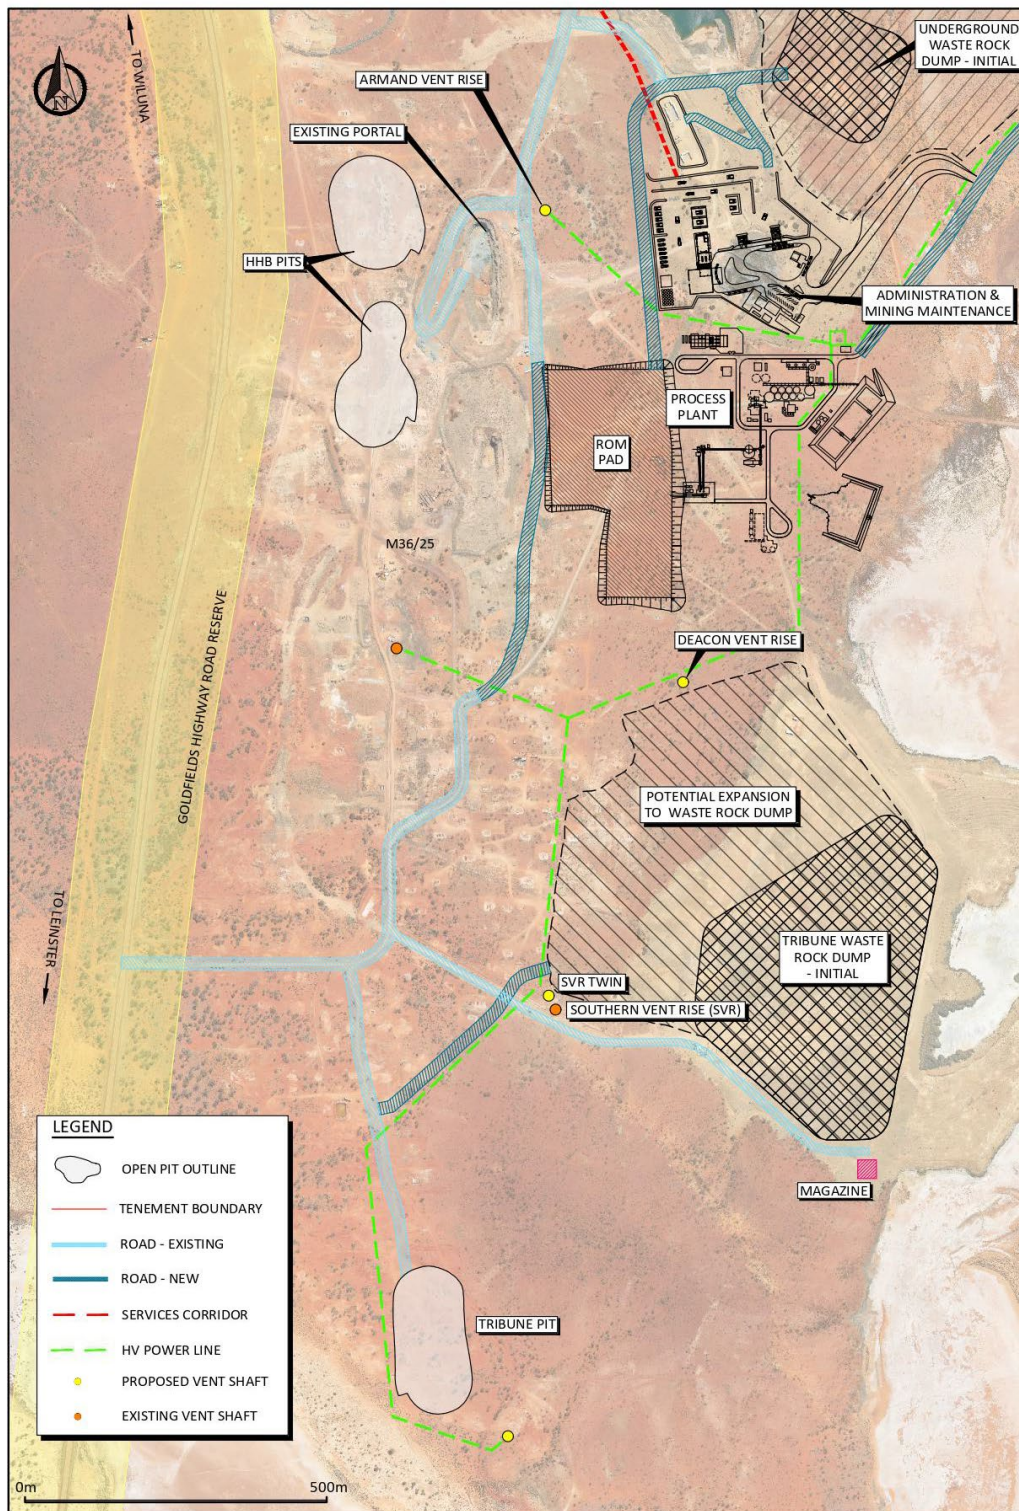 UNDERGROUND
WASTE ROCK
DUMP - INITIAL
TO WILUNA
N
ARMAND VENT RISE
EXISTING PORTAL
HHB PITS
ADMINISTRATION &
MINING MAINTENANCE
PROCESS
PLANT
ROM
PAD
M36/25
GOLDFIELDS HIGHWAY ROAD RESERVE
DEACON VENT RISE
POTENTIAL EXPANSION
TO WASTE ROCK DUMP
TO LEINSTER
TRIBUNE WASTE
ROCK DUMP
- INITIAL
SVR TWIN
SOUTHERN VENT RISE (SVR)
MAGAZINE
TRIBUNE PIT
LEGEND
OPEN PIT OUTLINE
TENEMENT BOUNDARY
ROAD - EXISTING
ROAD - NEW
SERVICES CORRIDOR
HV POWER LINE
PROPOSED VENT SHAFT
EXISTING VENT SHAFT
0m
500m